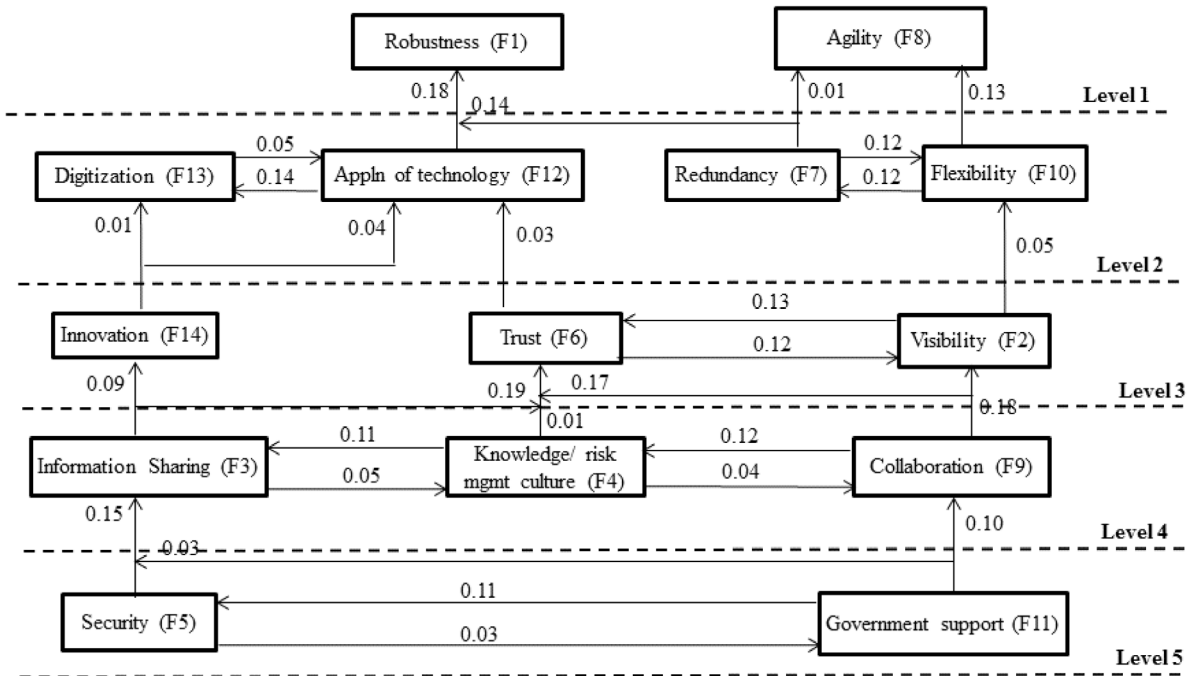 Robustness (F1)
Agility (F8)
0.18
0.14
0.01
0.13
Level 1
Digitization (F13)
0.05
0.14
Appln of technology (F12)
Redundancy (F7)
0.12
0.12
Flexibility (F10)
0.01
0.04
0.03
0.05
Level 2
Innovation (F14)
Trust (F6)
0.13
0.12
Visibility (F2)
0.09
0.19
0.17
0.18
Level 3
0.01
Information Sharing (F3)
0.11
0.05
Knowledge/ risk
mgmt culture (F4)
0.12
0.04
Collaboration (F9)
0.15
0.10
Level 4
0.03
Security (F5)
0.11
0.03
Government support (F11)
Level 5